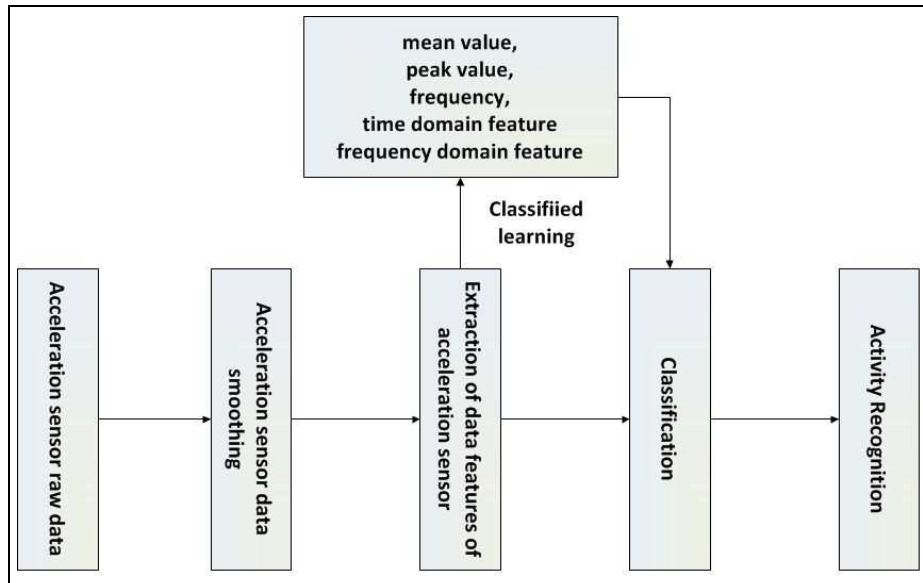 mean value,
peak value,
frequency,
time domain feature
frequency domain feature
Classifiied
learning
Acceleration sensor raw data
Acceleration sensor data
smoothing
Extraction of data features of
acceleration sensor
Classification
Activity Recognition